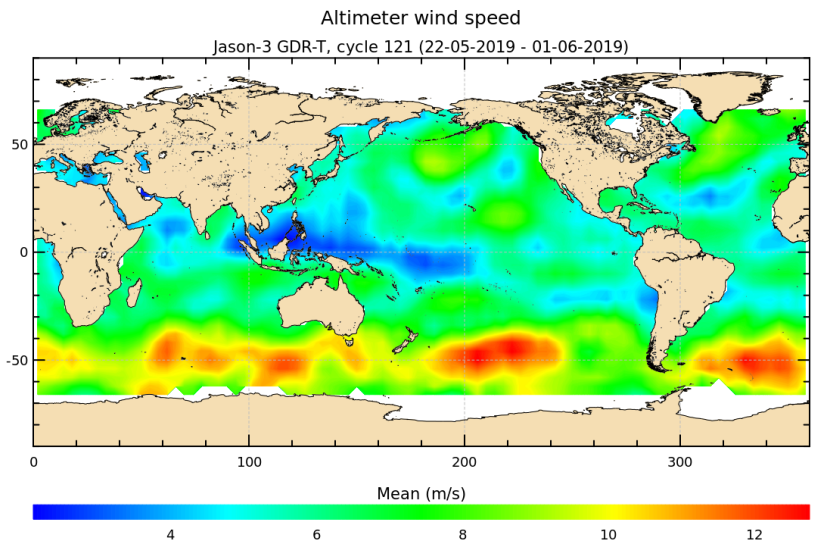 Altimeter wind speed
Jason-3 GDR-T, cycle 121 (22-05-2019 - 01-06-2019)
50
0
-50
0 100 200 300
Mean (m/s)
4 6 8 10 12